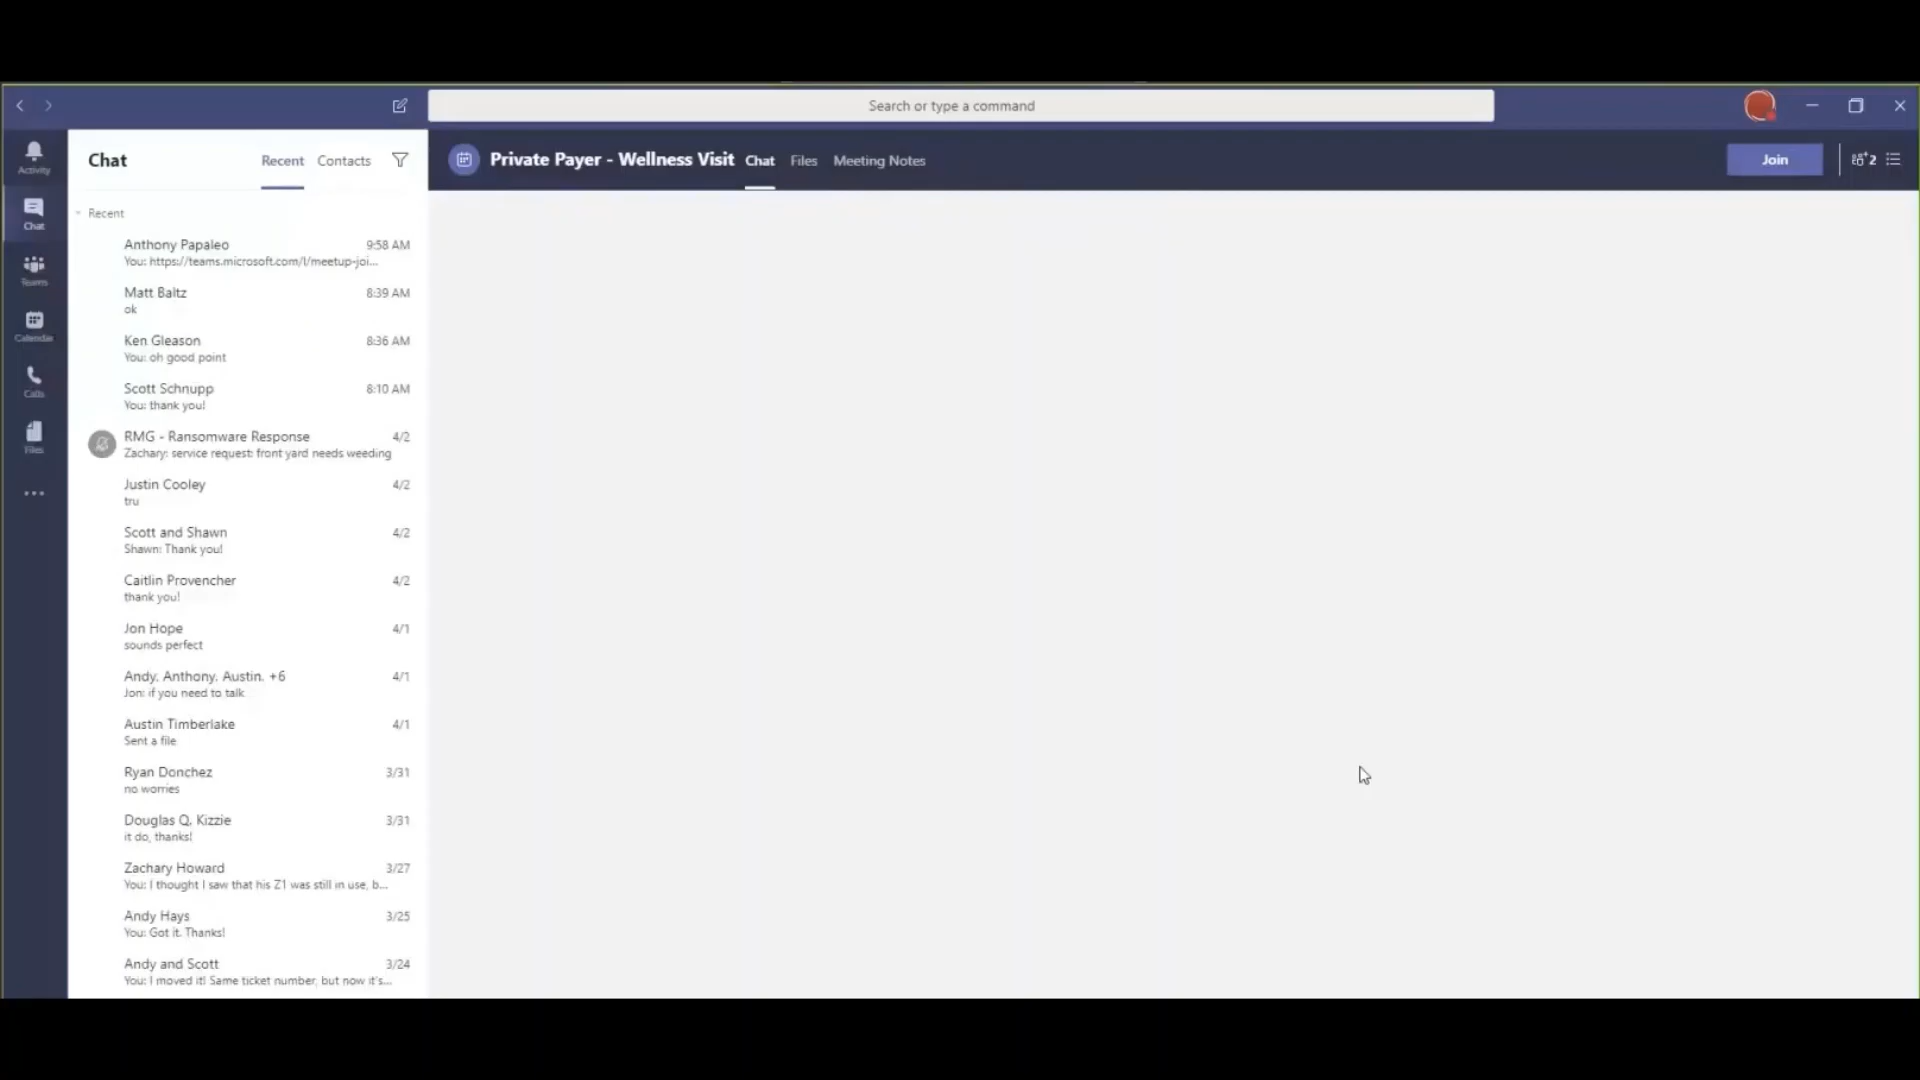 Search or type a command
Activity
Chat
Teams
Calendar
Calls
Files
Chat
Recent
Contacts
Recent
Anthony Papaleo 9:58 AM
You: https://teams.microsoft.com/l/meetup-joi...
Matt Baltz 8:39 AM
ok
Ken Gleason 8:36 AM
You: oh good point
Scott Schnupp 8:10 AM
You: thank you!
RMG - Ransomware Response 4/2
Zachary: service request: front yard needs weeding
Justin Cooley 4/2
tru
Scott and Shawn 4/2
Shawn: Thank you!
Caitlin Provencher 4/2
thank you!
Jon Hope 4/1
sounds perfect
Andy, Anthony, Austin, +6 4/1
Jon: if you need to talk
Austin Timberlake 4/1
Sent a file
Ryan Donchez 3/31
no worries
Douglas Q. Kizzie 3/31
it do, thanks!
Zachary Howard 3/27
You: I thought I saw that his Z1 was still in use, b...
Andy Hays 3/25
You: Got it. Thanks!
Andy and Scott 3/24
You: I moved it! Same ticket number, but now it's...
Private Payer - Wellness Visit
Chat
Files
Meeting Notes
Join
2